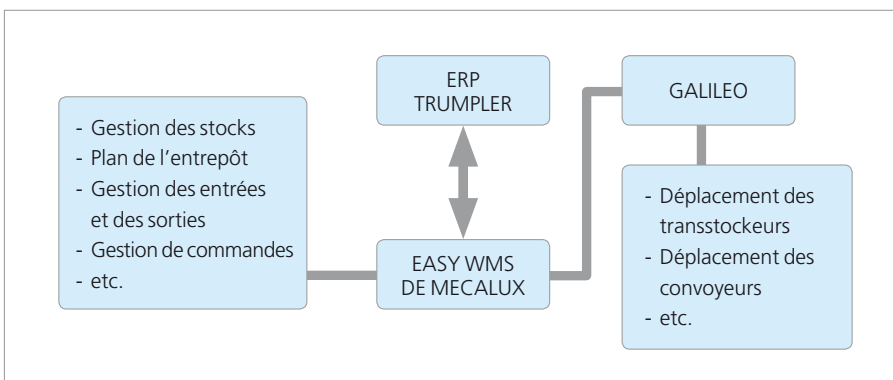 - Gestion des stocks
- Plan de l'entrepôt
- Gestion des entrées
et des sorties
- Gestion de commandes
- etc.
ERP
TRUMPLER
EASY WMS
DE MECALUX
GALILEO
- Déplacement des
transstockeurs
- Déplacement des
convoyeurs
- etc.